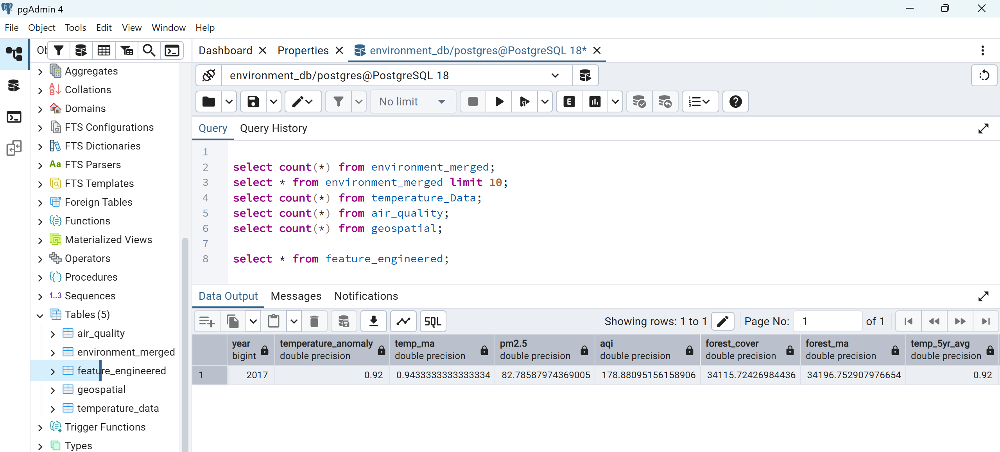 pgAdmin 4
File Object Tools Edit View Window Help
Ob
Dashboard Properties environment_db/postgres@PostgreSQL 18*
environment_db/postgres@PostgreSQL 18
No limit
E
Query Query History
1
2 select count(*) from environment_merged;
3 select * from environment_merged limit 10;
4 select count(*) from temperature_Data;
5 select count(*) from air_quality;
6 select count(*) from geospatial;
7
8 select * from feature_engineered;
Aggregates
Collations
Domains
FTS Configurations
FTS Dictionaries
Aa FTS Parsers
FTS Templates
Foreign Tables
Functions
Materialized Views
Operators
Procedures
1..3 Sequences
Tables (5)
air_quality
environment_merged
feature_engineered
geospatial
temperature_data
Trigger Functions
Types
Data Output Messages Notifications
SQL Showing rows: 1 to 1 Page No: 1 of 1
year temperature_anomaly temp_ma pm2.5 aqi forest_cover forest_ma temp_5yr_avg
bigint double precision double precision double precision double precision double precision double precision double precision
1 2017 0.92 0.9433333333333334 82.78587974369005 178.88095156158906 34115.72426984436 34196.752907976654 0.92